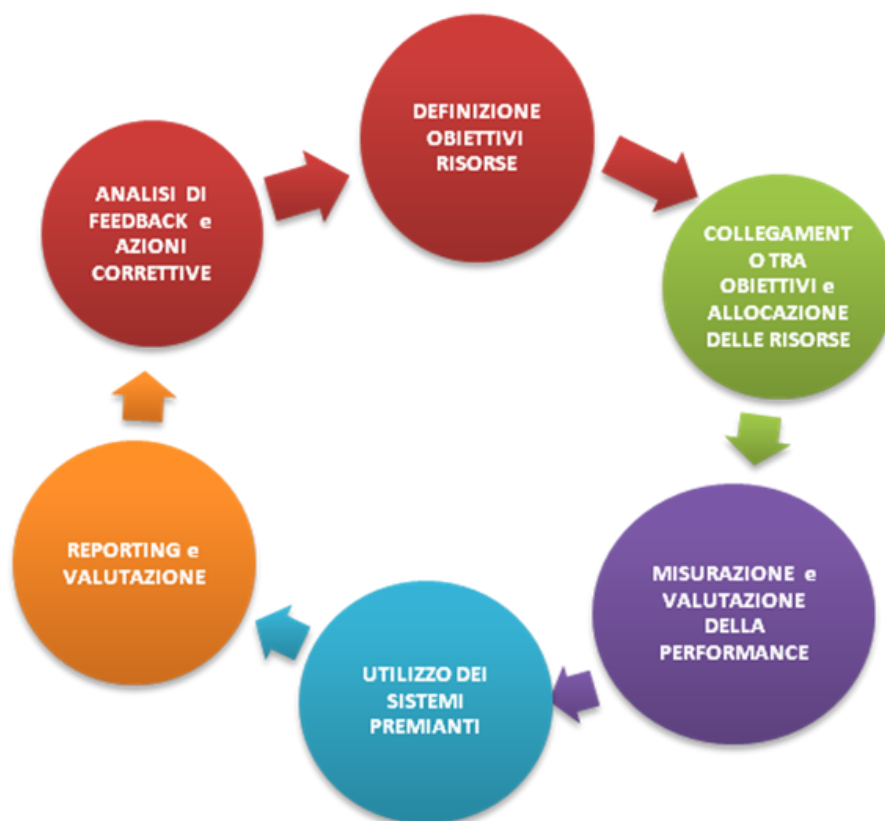 DEFINIZIONE
OBIETTIVI
RISORSE
COLLEGAMENT
O TRA
OBIETTIVI e
ALLOCAZIONE
DELLE RISORSE
MISURAZIONE e
VALUTAZIONE
DELLA
PERFORMANCE
UTILIZZO DEI
SISTEMI
PREMIANTI
REPORTING e
VALUTAZIONE
ANALISI DI
FEEDBACK e
AZIONI
CORRETTIVE